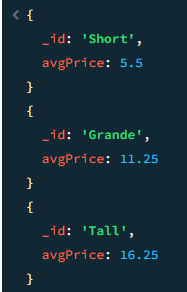 < {
_id: 'Short',
avgPrice: 5.5
}
{
_id: 'Grande',
avgPrice: 11.25
}
{
_id: 'Tall',
avgPrice: 16.25
}